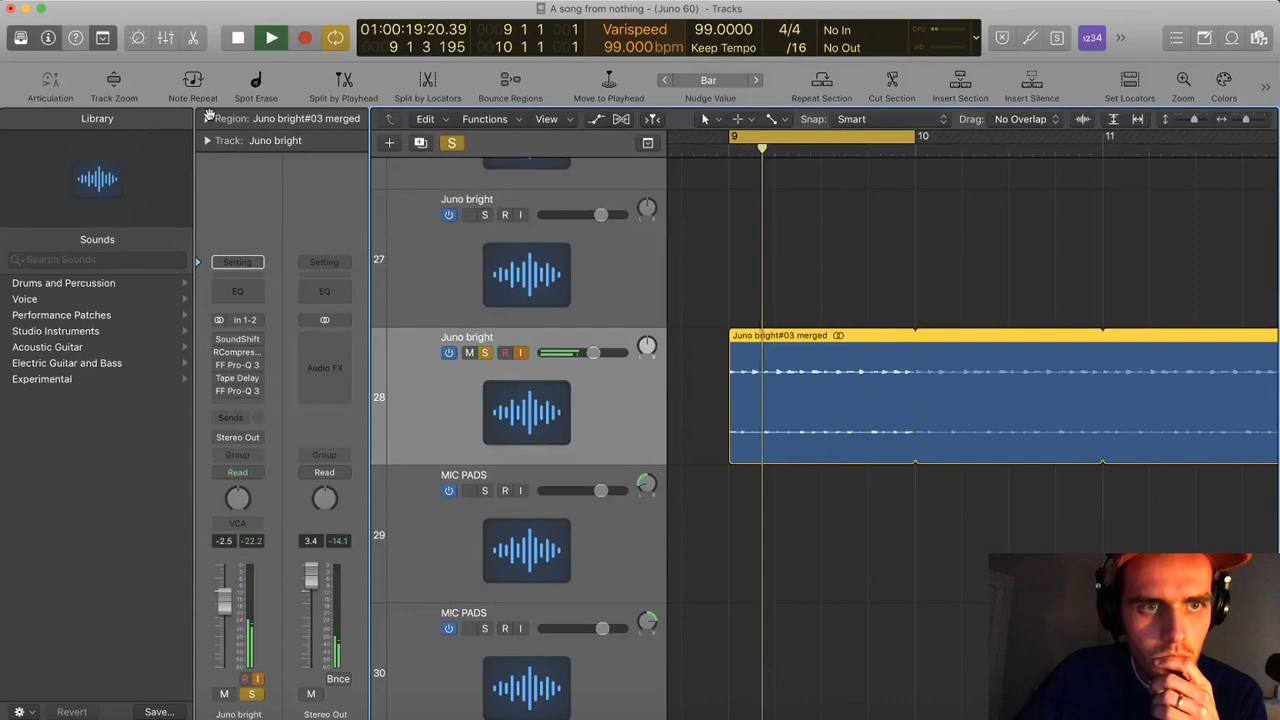 A song from nothing - (Juno 60) - Tracks
01:00:19:20.39
9 1 1
9 1 3 195
10 1 1
Varispeed
99.000bpm
99.0000
Keep Tempo
4/4
/16
No In
No Out
CPU
HD
1234
Articulation
Track Zoom
Note Repeat
Spot Erase
Split by Playhead
Split by Locators
Bounce Regions
Move to Playhead
Bar
Nudge Value
Repeat Section
Cut Section
Insert Section
Insert Silence
Set Locators
Zoom
Colors
Library
Region: Juno bright#03 merged
Edit
Functions
View
Snap: Smart
Drag: No Overlap
Track: Juno bright
S
9
10
11
Sounds
Search Sounds
Drums and Percussion
Voice
Performance Patches
Studio Instruments
Acoustic Guitar
Electric Guitar and Bass
Experimental
Setting
Setting
EQ
EQ
In 1-2
SoundShift
RCompres...
FF Pro-Q 3
Tape Delay
FF Pro-Q 3
Audio FX
Sends
Stereo Out
Group
Group
Read
Read
VCA
-2.5
-22.2
3.4
-14.1
R I
Bnce
M S
M
Juno bright
Stereo Out
27
Juno bright
S R I
28
Juno bright
M S R I
Juno bright#03 merged
29
MIC PADS
S R I
30
MIC PADS
S R I
Revert
Save...